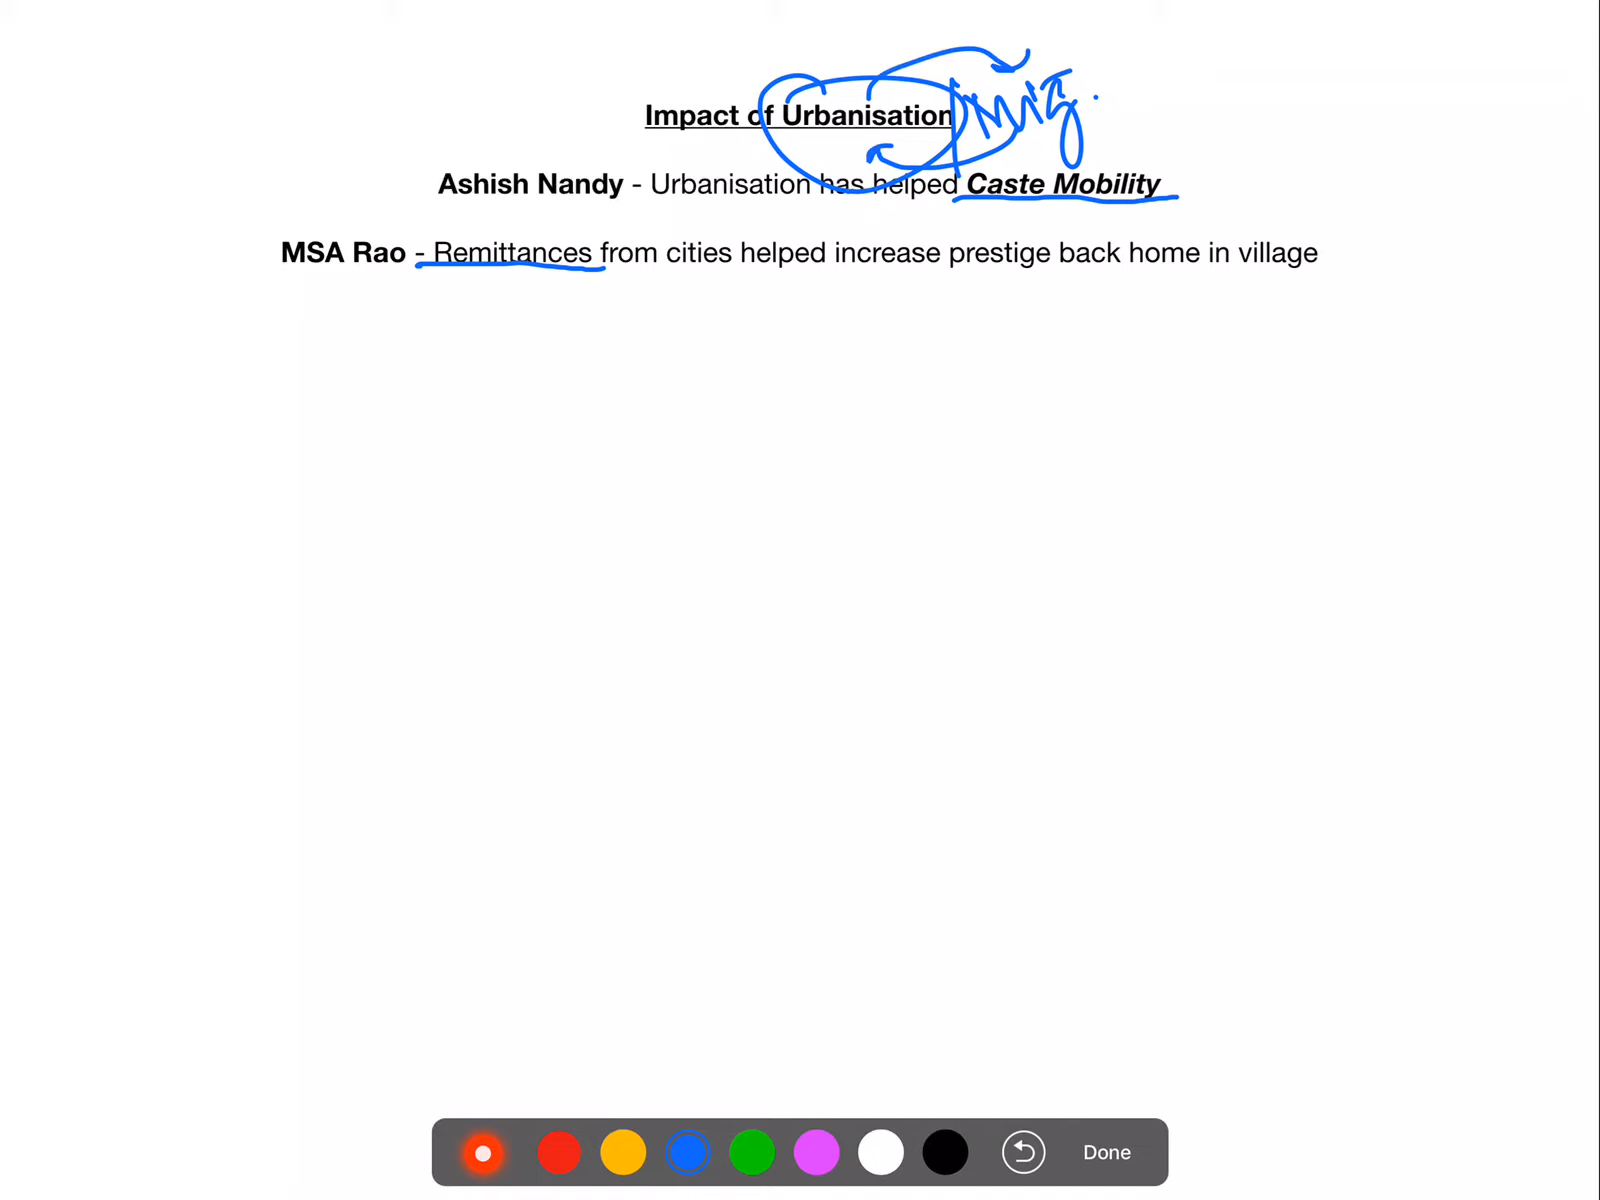 Impact of Urbanisation
Mig.
Ashish Nandy - Urbanisation has helped Caste Mobility
MSA Rao - Remittances from cities helped increase prestige back home in village
Done